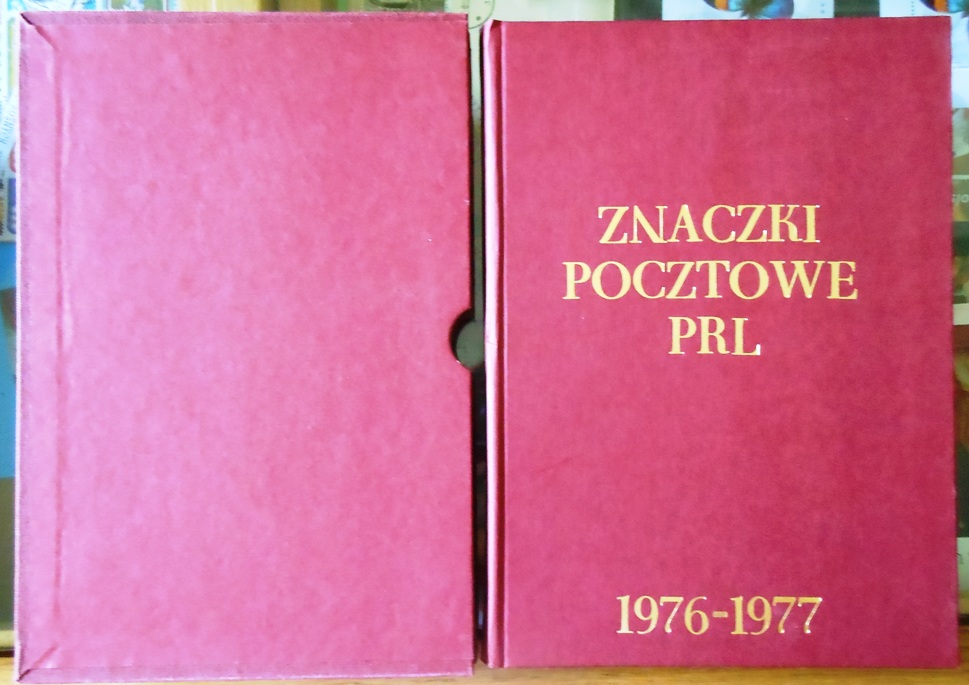 ZNACZKI
POCZTOWE
PRL
1976-1977